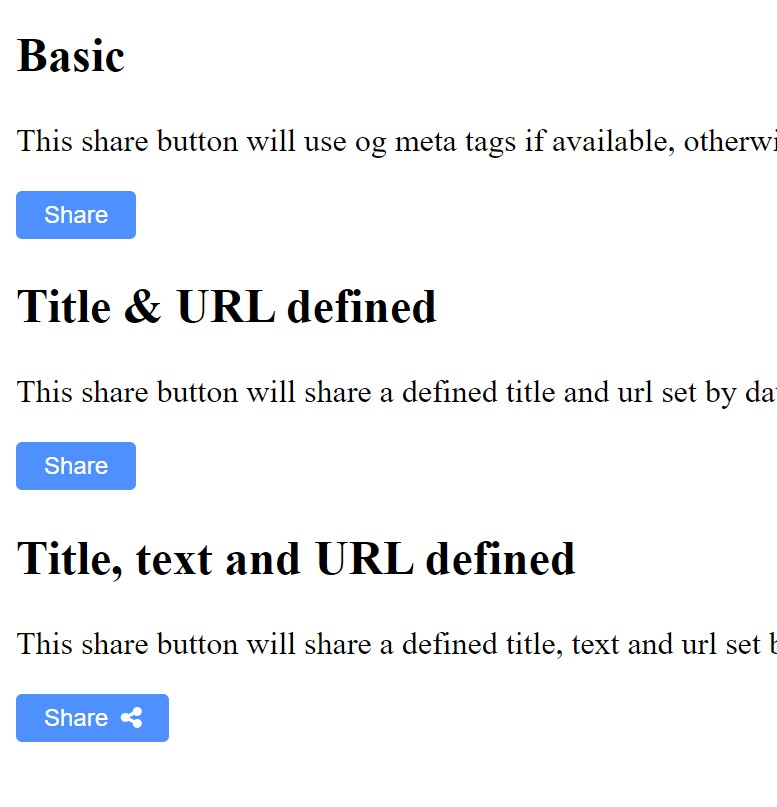 Basic
This share button will use og meta tags if available, otherwi
Share
Title & URL defined
This share button will share a defined title and url set by da
Share
Title, text and URL defined
This share button will share a defined title, text and url set b
Share